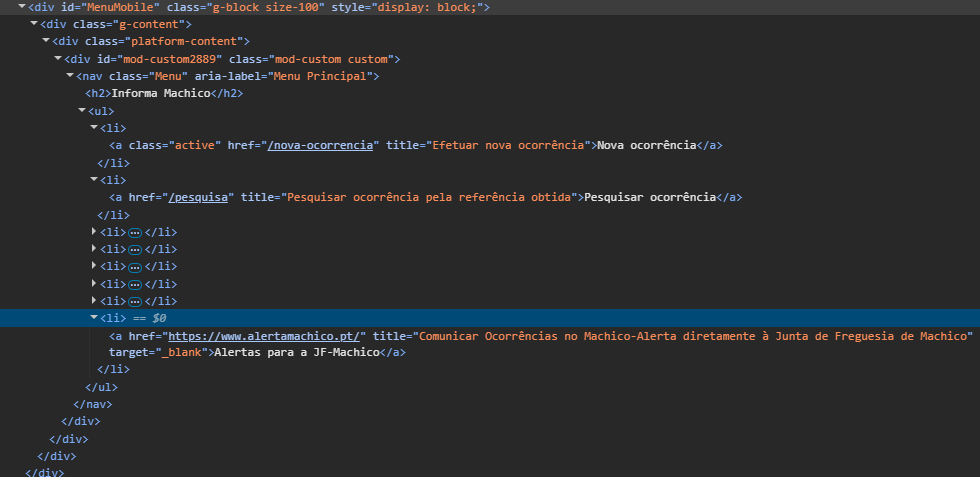 <div id="MenuMobile" class="g-block size-100" style="display: block;">
<div class="g-content">
<div class="platform-content">
<div id="mod-custom2889" class="mod-custom custom">
<nav class="Menu" aria-label="Menu Principal">
<h2>Informa Machico</h2>
<ul>
<li>
<a class="active" href="/nova-ocorrencia" title="Efetuar nova ocorrência">Nova ocorrência</a>
</li>
<li>
<a href="/pesquisa" title="Pesquisar ocorrência pela referência obtida">Pesquisar ocorrência</a>
</li>
<li>…</li>
<li>…</li>
<li>…</li>
<li>…</li>
<li>…</li>
<li> == $0
<a href="https://www.alertamachico.pt/" title="Comunicar Ocorrências no Machico-Alerta diretamente à Junta de Freguesia de Machico"
target="_blank">Alertas para a JF-Machico</a>
</li>
</ul>
</nav>
</div>
</div>
</div>
</div>